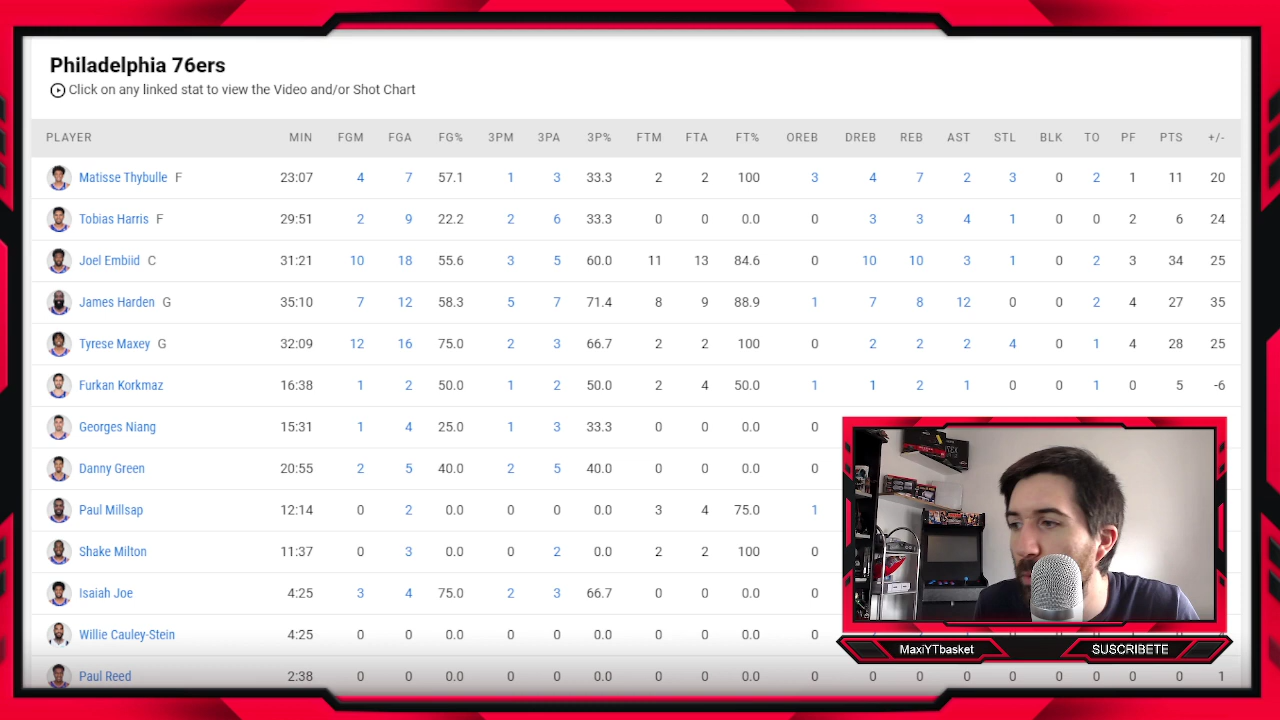 Philadelphia 76ers
Click on any linked stat to view the Video and/or Shot Chart
PLAYER MIN FGM FGA FG% 3PM 3PA 3P% FTM FTA FT% OREB DREB REB AST STL BLK TO PF PTS +/-
Matisse Thybulle F 23:07 4 7 57.1 1 3 33.3 2 2 100 3 4 7 2 3 0 2 1 11 20
Tobias Harris F 29:51 2 9 22.2 2 6 33.3 0 0 0.0 0 3 3 4 1 0 0 2 6 24
Joel Embiid C 31:21 10 18 55.6 3 5 60.0 11 13 84.6 0 10 10 3 1 0 2 3 34 25
James Harden G 35:10 7 12 58.3 5 7 71.4 8 9 88.9 1 7 8 12 0 0 2 4 27 35
Tyrese Maxey G 32:09 12 16 75.0 2 3 66.7 2 2 100 0 2 2 2 4 0 1 4 28 25
Furkan Korkmaz 16:38 1 2 50.0 1 2 50.0 2 4 50.0 1 1 2 1 0 0 1 0 5 -6
Georges Niang 15:31 1 4 25.0 1 3 33.3 0 0 0.0 0
Danny Green 20:55 2 5 40.0 2 5 40.0 0 0 0.0 0
Paul Millsap 12:14 0 2 0.0 0 0 0.0 3 4 75.0 1
Shake Milton 11:37 0 3 0.0 0 2 0.0 2 2 100 0
Isaiah Joe 4:25 3 4 75.0 2 3 66.7 0 0 0.0 0
Willie Cauley-Stein 4:25 0 0 0.0 0 0 0.0 0 0 0.0 0
Paul Reed 2:38 0 0 0.0 0 0 0.0 0 0 0.0 0 0 0 0 0 0 0 0 0 1
MaxiYTbasket
SUSCRIBETE